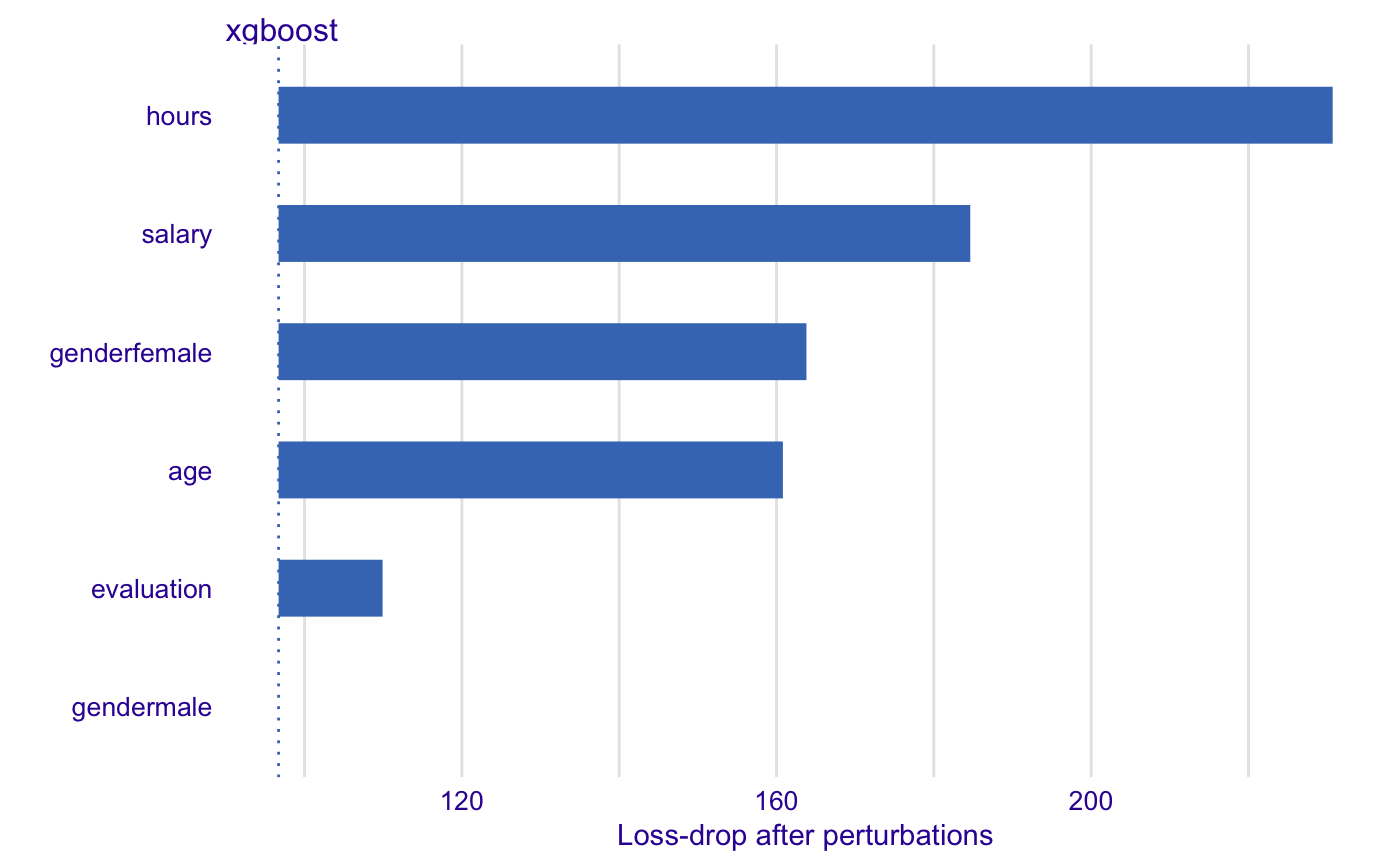 xgboost
hours
salary
genderfemale
age
evaluation
gendermale
120 160 200
Loss-drop after perturbations